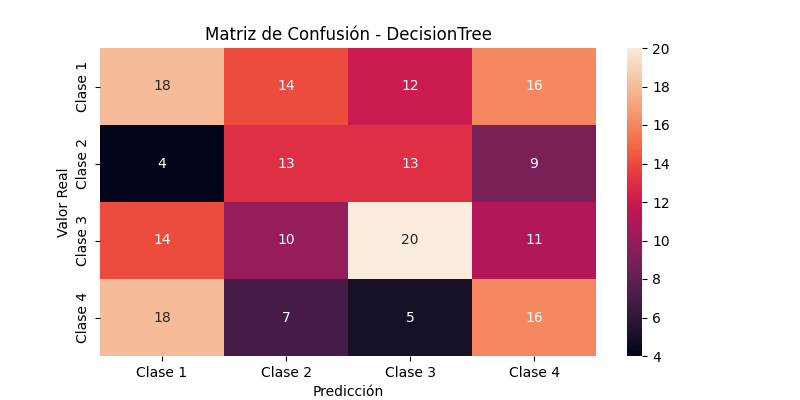 Matriz de Confusión - DecisionTree
Valor Real
Clase 1
18 14 12 16
Clase 2
4 13 13 9
Clase 3
14 10 20 11
Clase 4
18 7 5 16
Clase 1 Clase 2 Clase 3 Clase 4
Predicción
20
18
16
14
12
10
8
6
4